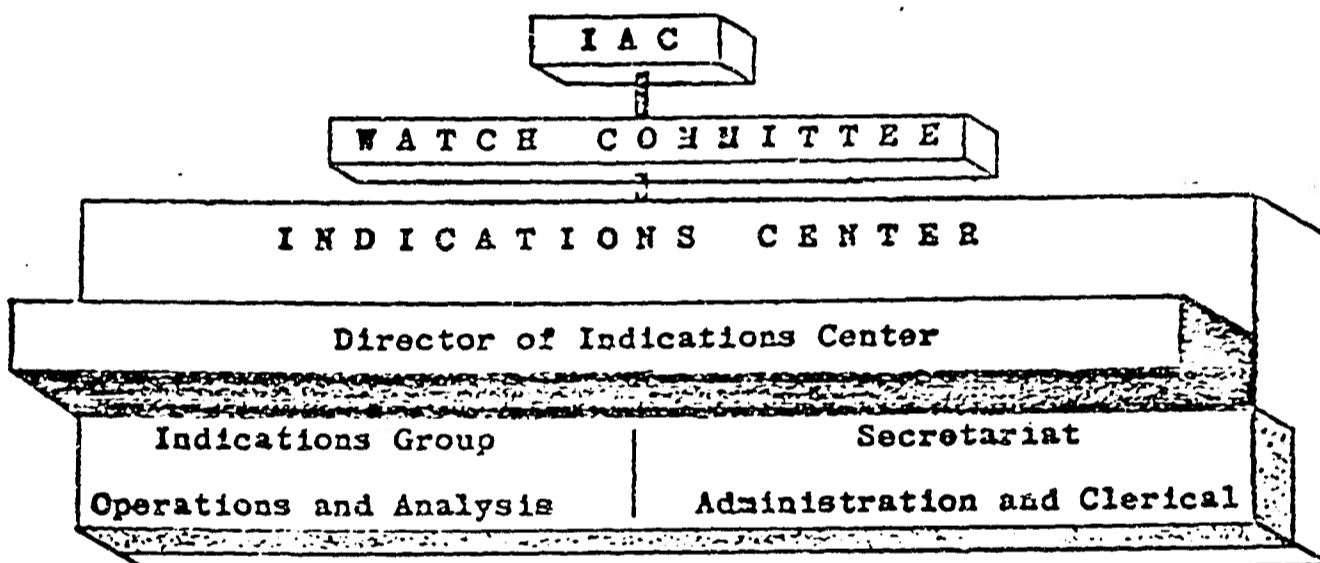 IAC
WATCH COMMITTEE
INDICATIONS CENTER
Director of Indications Center
Indications Group
Secretariat
Operations and Analysis
Administration and Clerical